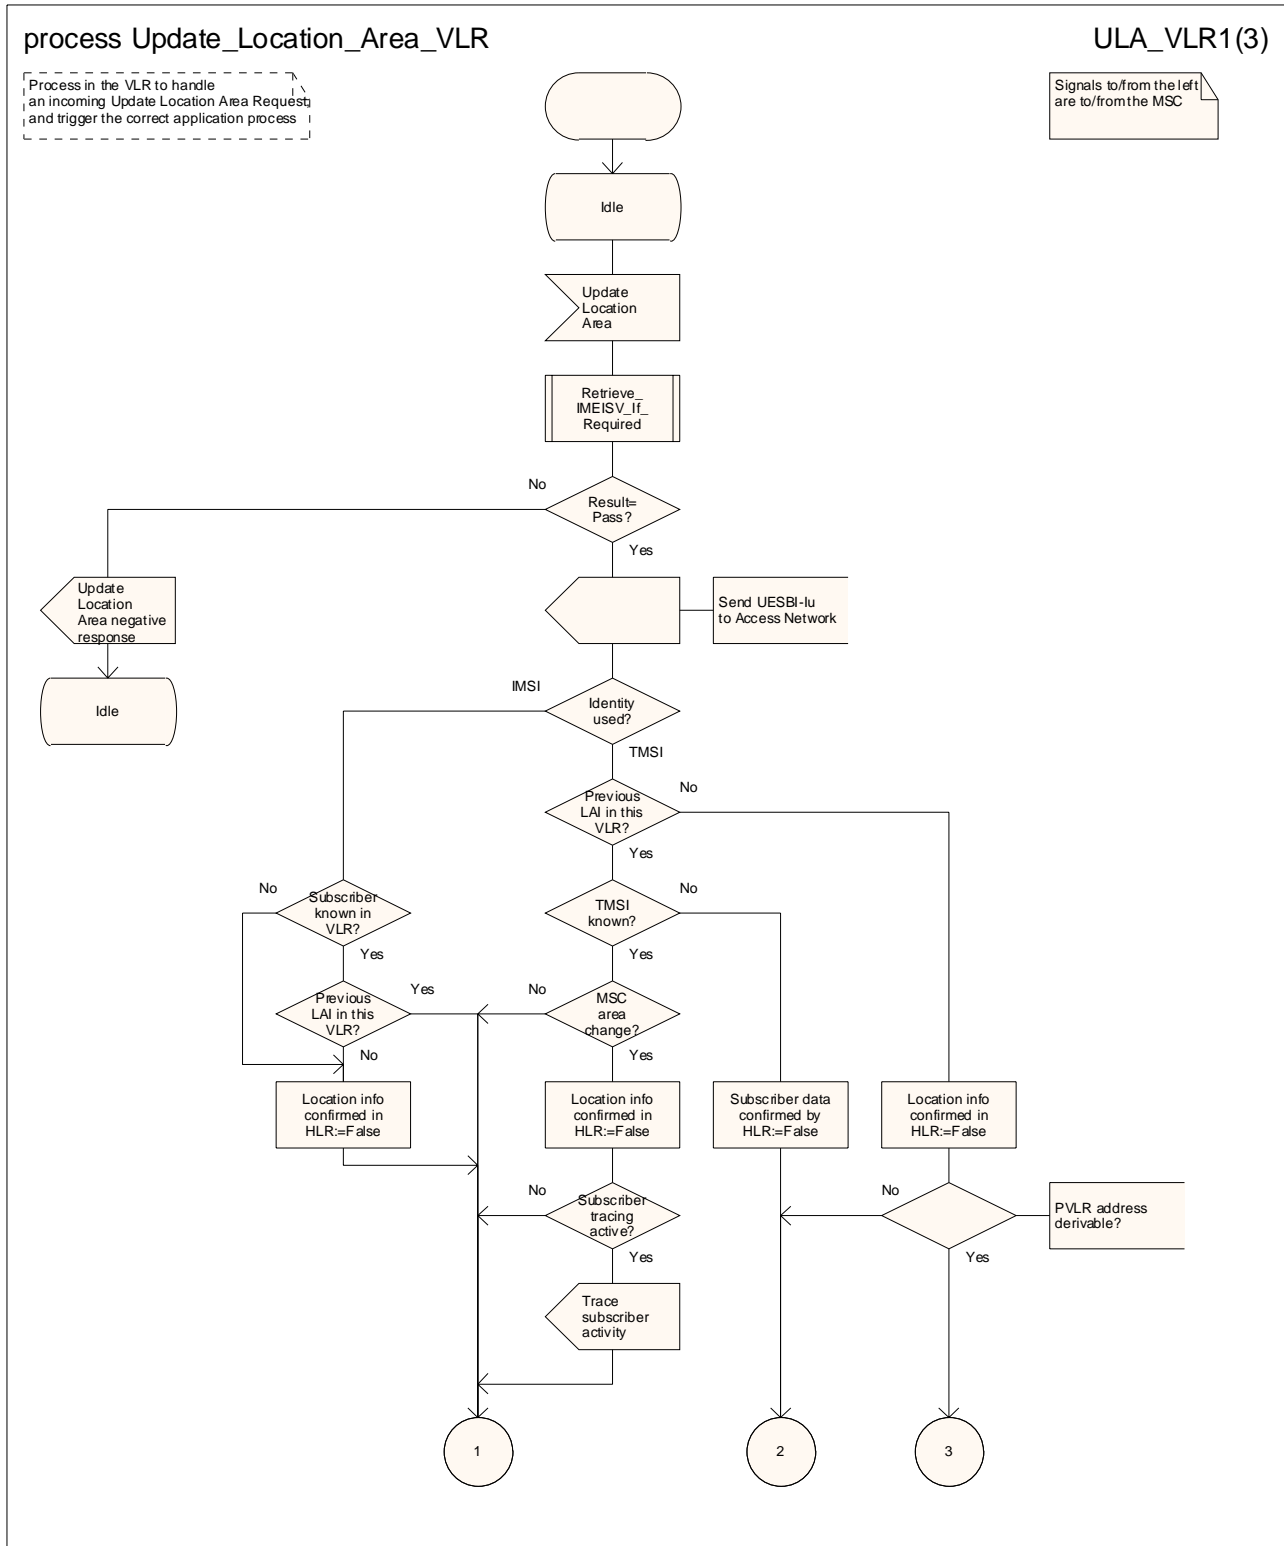 process Update_Location_Area_VLR
ULA_VLR1(3)
Process in the VLR to handle
an incoming Update Location Area Request
and trigger the correct application process
Signals to/from the left
are to/from the MSC
Idle
Update
Location
Area
Retrieve_
IMEISV_If_
Required
No
Result=
Pass?
Yes
Update
Location
Area negative
response
Send UESBI-Iu
to Access Network
Idle
IMSI
Identity
used?
TMSI
Previous
LAI in this
VLR?
No
Yes
No
Subscriber
known in
VLR?
Yes
TMSI
known?
No
Yes
Previous
LAI in this
VLR?
Yes
No
No
MSC
area
change?
Yes
Location info
confirmed in
HLR:=False
Location info
confirmed in
HLR:=False
Subscriber data
confirmed by
HLR:=False
Location info
confirmed in
HLR:=False
No
Subscriber
tracing
active?
Yes
No
Yes
PVLR address
derivable?
Trace
subscriber
activity
1
2
3